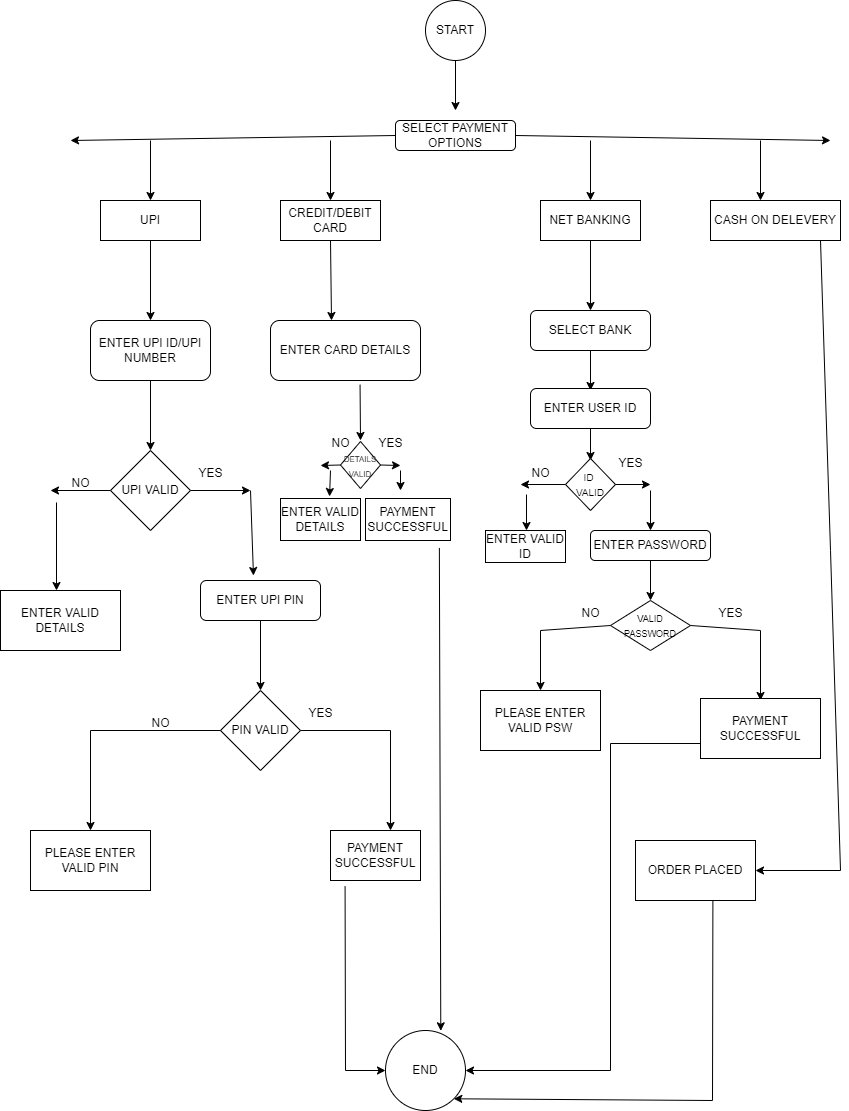 START
SELECT PAYMENT
OPTIONS
UPI
CREDIT/DEBIT
CARD
NET BANKING
CASH ON DELEVERY
ENTER UPI ID/UPI
NUMBER
ENTER CARD DETAILS
SELECT BANK
ENTER USER ID
NO
YES
DETAILS
VALID
NO
YES
UPI VALID
NO
YES
ID
VALID
ENTER VALID
DETAILS
PAYMENT
SUCCESSFUL
ENTER VALID
ID
ENTER PASSWORD
ENTER VALID
DETAILS
ENTER UPI PIN
NO
YES
VALID
PASSWORD
NO
YES
PIN VALID
PLEASE ENTER
VALID PSW
PAYMENT
SUCCESSFUL
PLEASE ENTER
VALID PIN
PAYMENT
SUCCESSFUL
ORDER PLACED
END